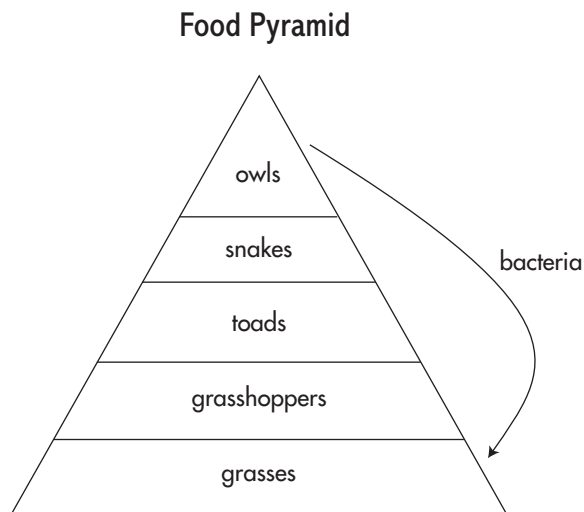 Food Pyramid
owls
snakes
bacteria
toads
grasshoppers
grasses